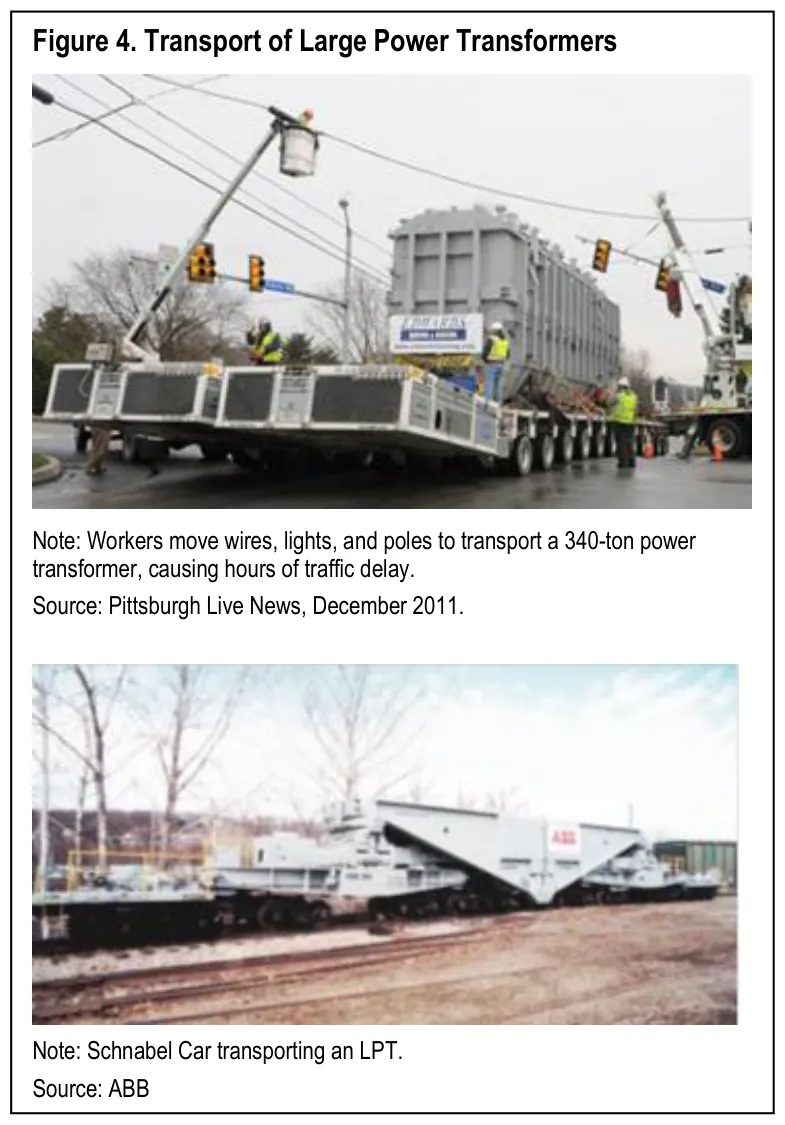 Figure 4. Transport of Large Power Transformers
EDWARDS
Note: Workers move wires, lights, and poles to transport a 340-ton power
transformer, causing hours of traffic delay.
Source: Pittsburgh Live News, December 2011.
ABB
Note: Schnabel Car transporting an LPT.
Source: ABB